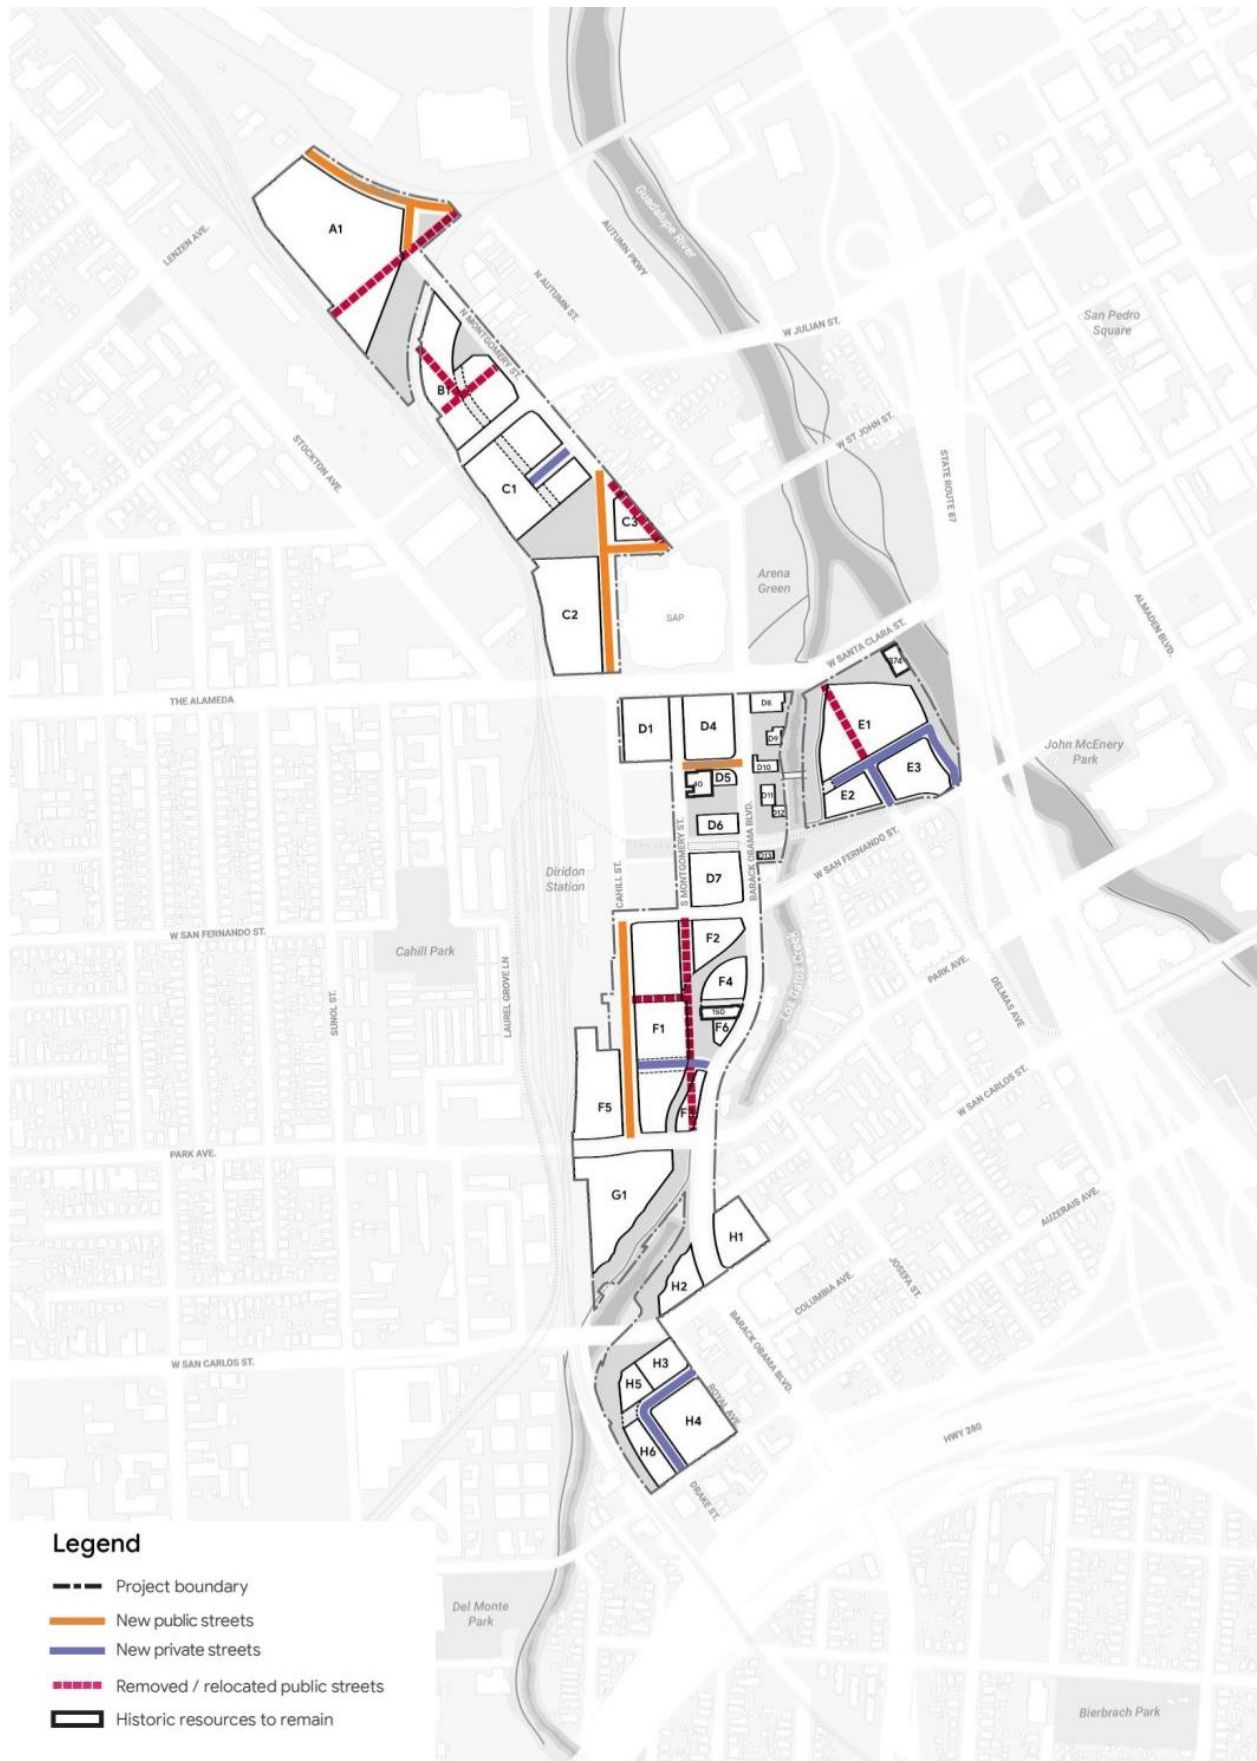 Guadalupe River
A1
AUTUMN PKWY
LENZEN AVE.
N AUTUMN ST.
N MONTGOMERY ST.
W JULIAN ST.
San Pedro
Square
B1
W ST JOHN ST.
STOCKTON AVE.
STATE ROUTE 87
C1
C3
Arena
Green
C2
SAP
ALMADEN BLVD.
W SANTA CLARA ST.
374
THE ALAMEDA
D1
D4
D8
D9
E1
John McEnery
Park
D10
E3
40
D5
D11
E2
D12
D6
S MONTGOMERY ST.
BARACK OBAMA BLVD.
W SAN FERNANDO ST.
D13
Diridon
Station
CAHILL ST.
D7
W SAN FERNANDO ST.
Cahill Park
F2
Los Gatos Creek
PARK AVE.
F4
DELMAS AVE
SUNOL ST.
LAUREL GROVE LN
150
F1
F6
F5
F3
W SAN CARLOS ST.
PARK AVE.
G1
AUZERAIS AVE.
H1
H2
JOSEFA ST.
COLUMBIA AVE.
BARACK OBAMA BLVD.
W SAN CARLOS ST.
H3
H5
ROYAL AVE.
H4
H6
HWY 280
DRAKE ST.
Legend
Project boundary
New public streets
New private streets
Removed / relocated public streets
Historic resources to remain
Del Monte
Park
Bierbrach Park